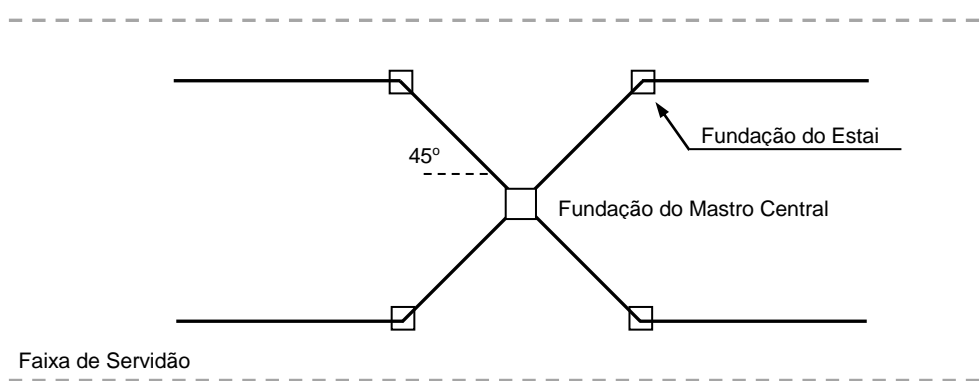 Fundação do Estai
45º
Fundação do Mastro Central
Faixa de Servidão